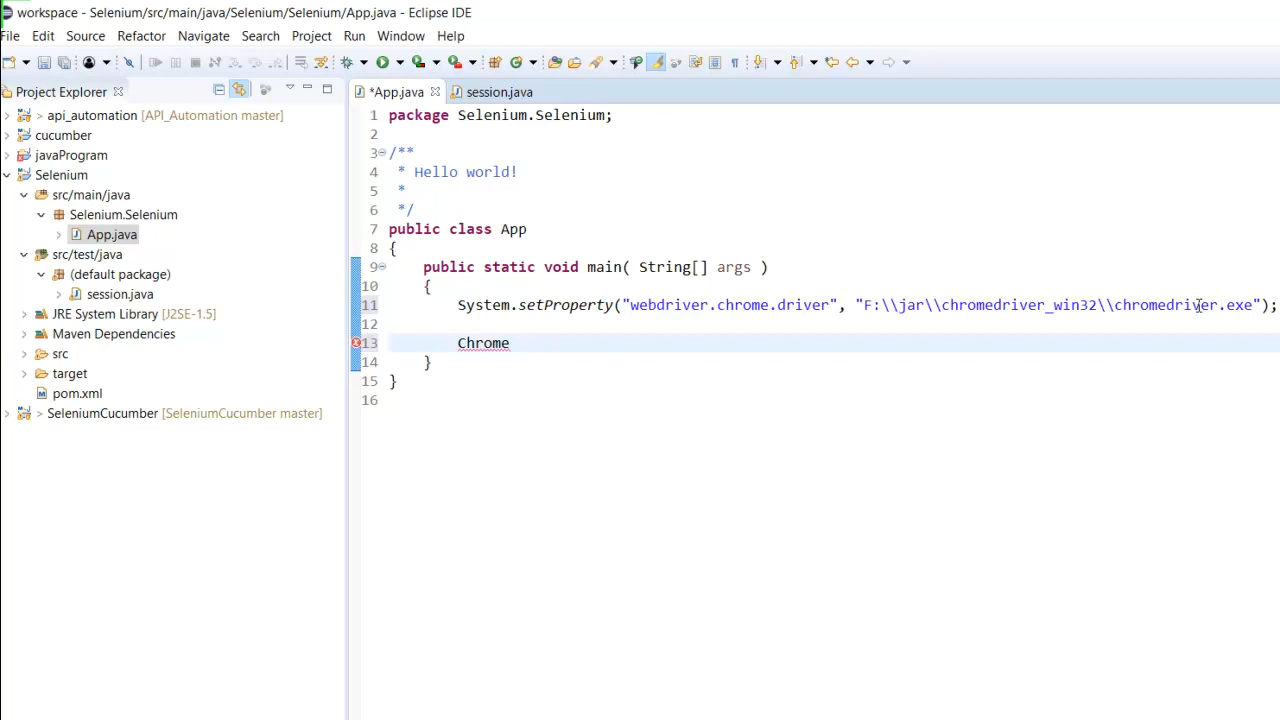 workspace - Selenium/src/main/java/Selenium/Selenium/App.java - Eclipse IDE
File Edit Source Refactor Navigate Search Project Run Window Help
Project Explorer
*App.java
session.java
> api_automation [API_Automation master]
cucumber
javaProgram
Selenium
src/main/java
Selenium.Selenium
App.java
src/test/java
(default package)
session.java
JRE System Library [J2SE-1.5]
Maven Dependencies
src
target
pom.xml
> SeleniumCucumber [SeleniumCucumber master]
1 package Selenium.Selenium;
2
3 /**
4 * Hello world!
5 *
6 */
7 public class App
8 {
9 public static void main( String[] args )
10 {
11 System.setProperty("webdriver.chrome.driver", "F:\\jar\\chromedriver_win32\\chromedriver.exe");
12
13 Chrome
14 }
15 }
16